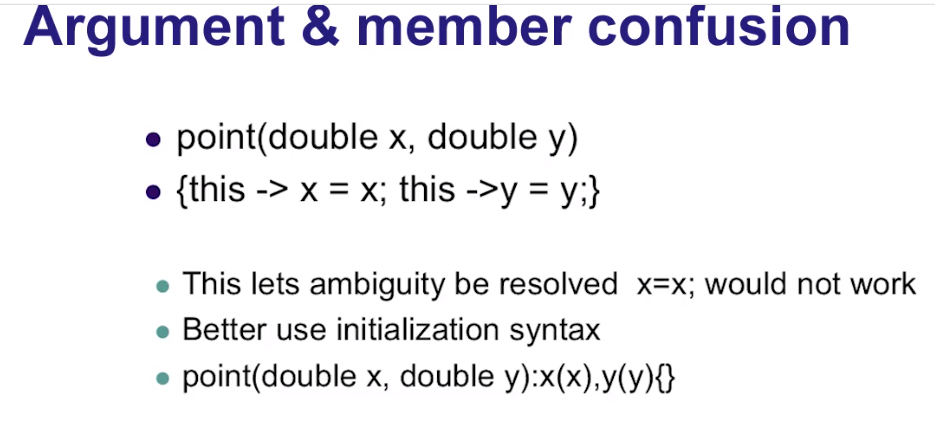 Argument & member confusion
point(double x, double y)
{this -> x = x; this ->y = y;}
This lets ambiguity be resolved x=x; would not work
Better use initialization syntax
point(double x, double y):x(x),y(y){}